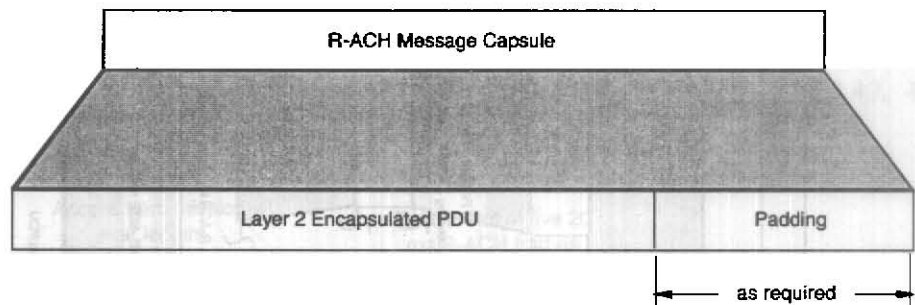 R-ACH Message Capsule
Layer 2 Encapsulated PDU
Padding
as required